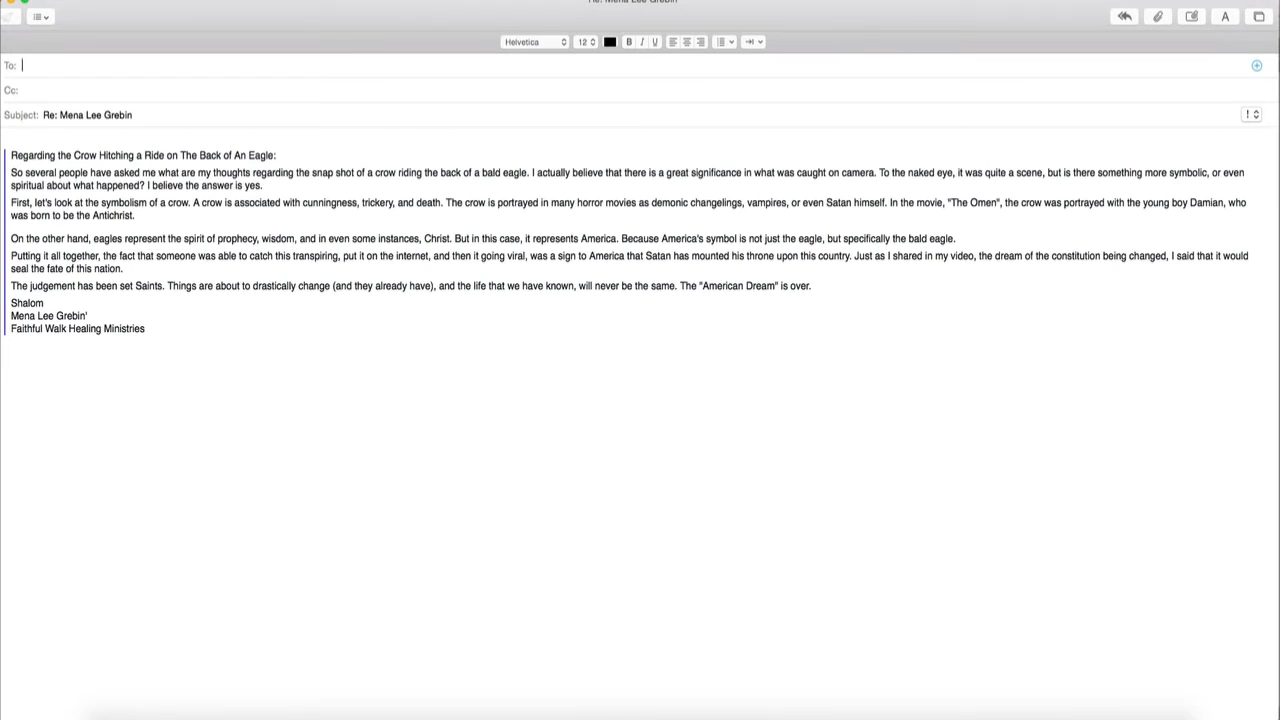 Re: Mena Lee Grebin
Helvetica 12 B I U A
To:
Cc:
Subject: Re: Mena Lee Grebin !
Regarding the Crow Hitching a Ride on The Back of An Eagle:
So several people have asked me what are my thoughts regarding the snap shot of a crow riding the back of a bald eagle. I actually believe that there is a great significance in what was caught on camera. To the naked eye, it was quite a scene, but is there something more symbolic, or even
spiritual about what happened? I believe the answer is yes.
First, let's look at the symbolism of a crow. A crow is associated with cunningness, trickery, and death. The crow is portrayed in many horror movies as demonic changelings, vampires, or even Satan himself. In the movie, "The Omen", the crow was portrayed with the young boy Damian, who
was born to be the Antichrist.
On the other hand, eagles represent the spirit of prophecy, wisdom, and in even some instances, Christ. But in this case, it represents America. Because America's symbol is not just the eagle, but specifically the bald eagle.
Putting it all together, the fact that someone was able to catch this transpiring, put it on the internet, and then it going viral, was a sign to America that Satan has mounted his throne upon this country. Just as I shared in my video, the dream of the constitution being changed, I said that it would
seal the fate of this nation.
The judgement has been set Saints. Things are about to drastically change (and they already have), and the life that we have known, will never be the same. The "American Dream" is over.
Shalom
Mena Lee Grebin'
Faithful Walk Healing Ministries